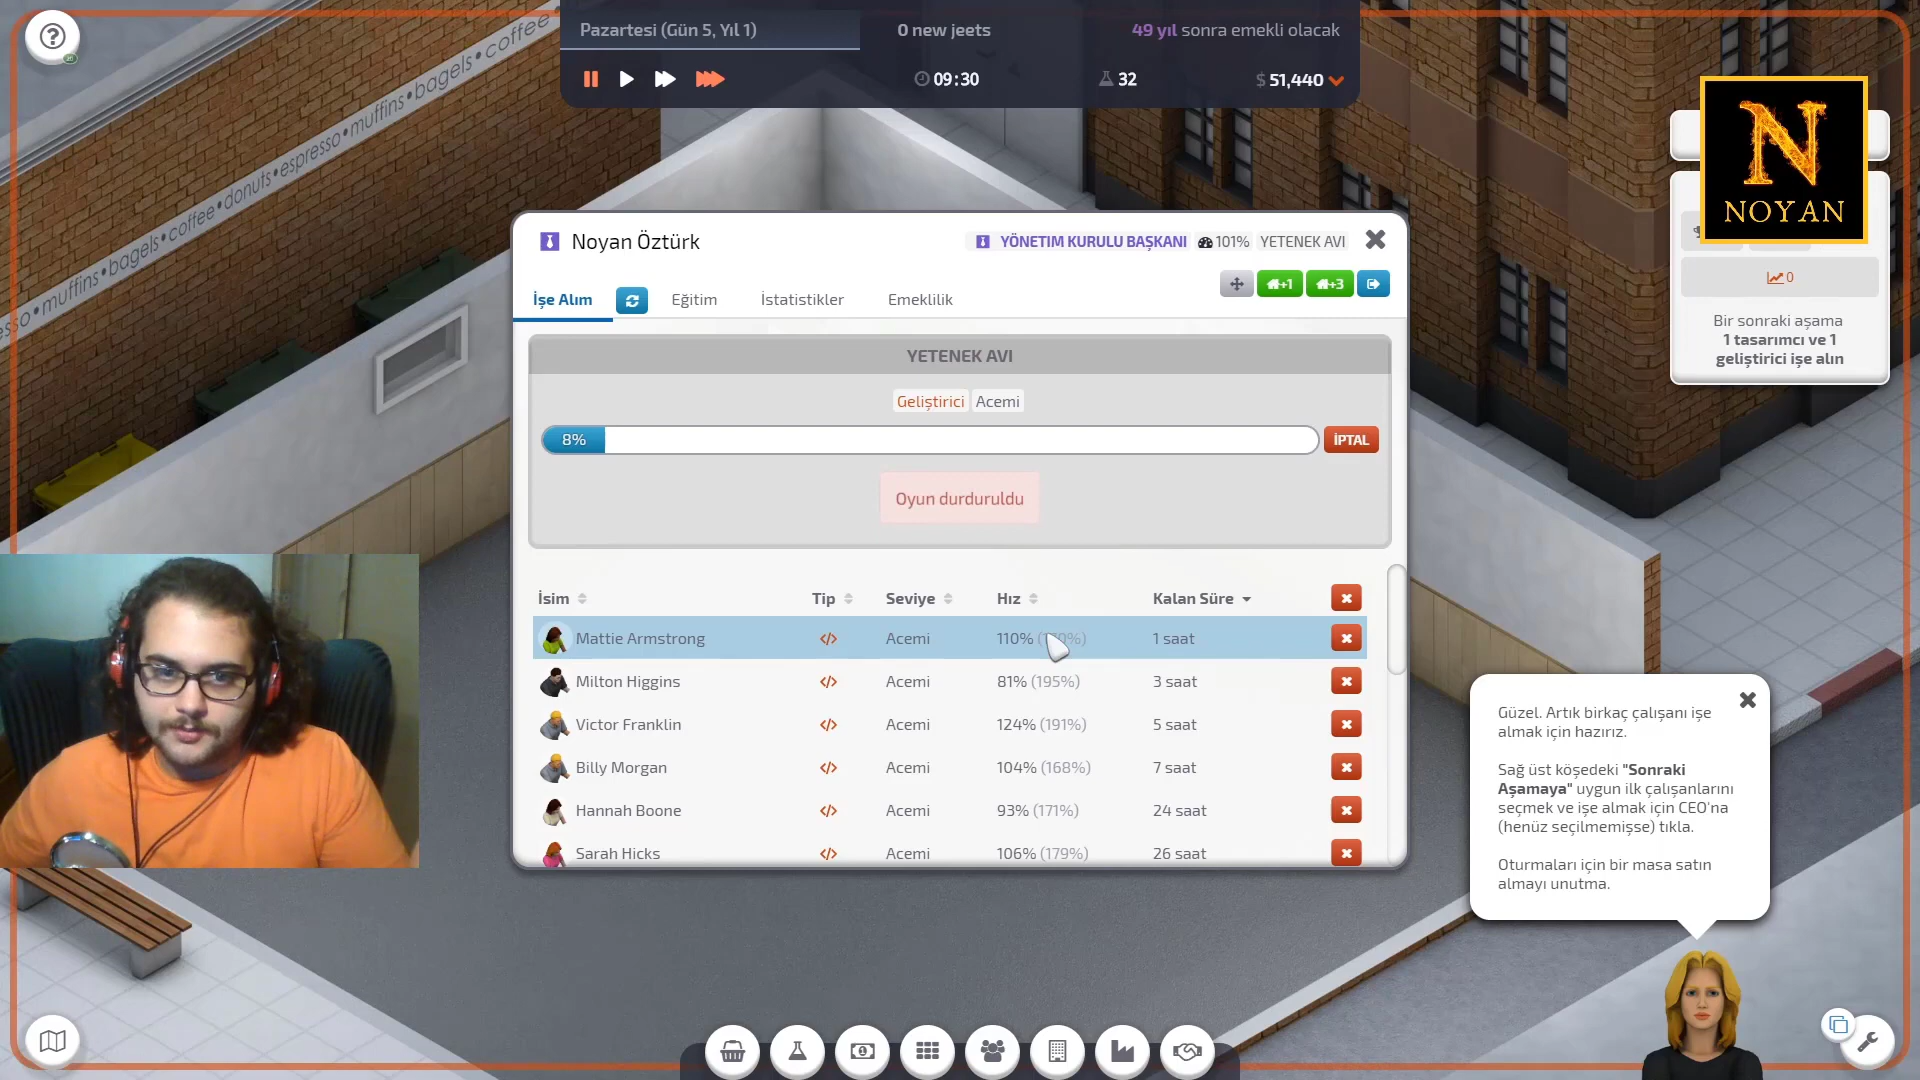 Pazartesi (Gün 5, Yıl 1)
0 new jeets
49 yıl sonra emekli olacak
09:30
32
$ 51,440
muffins • bagels • coffee
coffee • donuts • espresso • muffins • bagels • coffee
sso • muffins • bagels
N
NOYAN
0
Bir sonraki aşama
1 tasarımcı ve 1
geliştirici işe alın
Noyan Öztürk
YÖNETIM KURULU BAŞKANI
101%
YETENEK AVI
+1
+3
İşe Alım
Eğitim
İstatistikler
Emeklilik
YETENEK AVI
Geliştirici Acemi
8%
İPTAL
Oyun durduruldu
İsim Tip Seviye Hız Kalan Süre
Mattie Armstrong </> Acemi 110% 1 saat
Milton Higgins </> Acemi 81% (195%) 3 saat
Victor Franklin </> Acemi 124% (191%) 5 saat
Billy Morgan </> Acemi 104% (168%) 7 saat
Hannah Boone </> Acemi 93% (171%) 24 saat
Sarah Hicks </> Acemi 106% (179%) 26 saat
Güzel. Artık birkaç çalışanı işe
almak için hazırız.
Sağ üst köşedeki "Sonraki
Aşamaya" uygun ilk çalışanlarını
seçmek ve işe almak için CEO'na
(henüz seçilmemişse) tıkla.
Oturmaları için bir masa satın
almayı unutma.